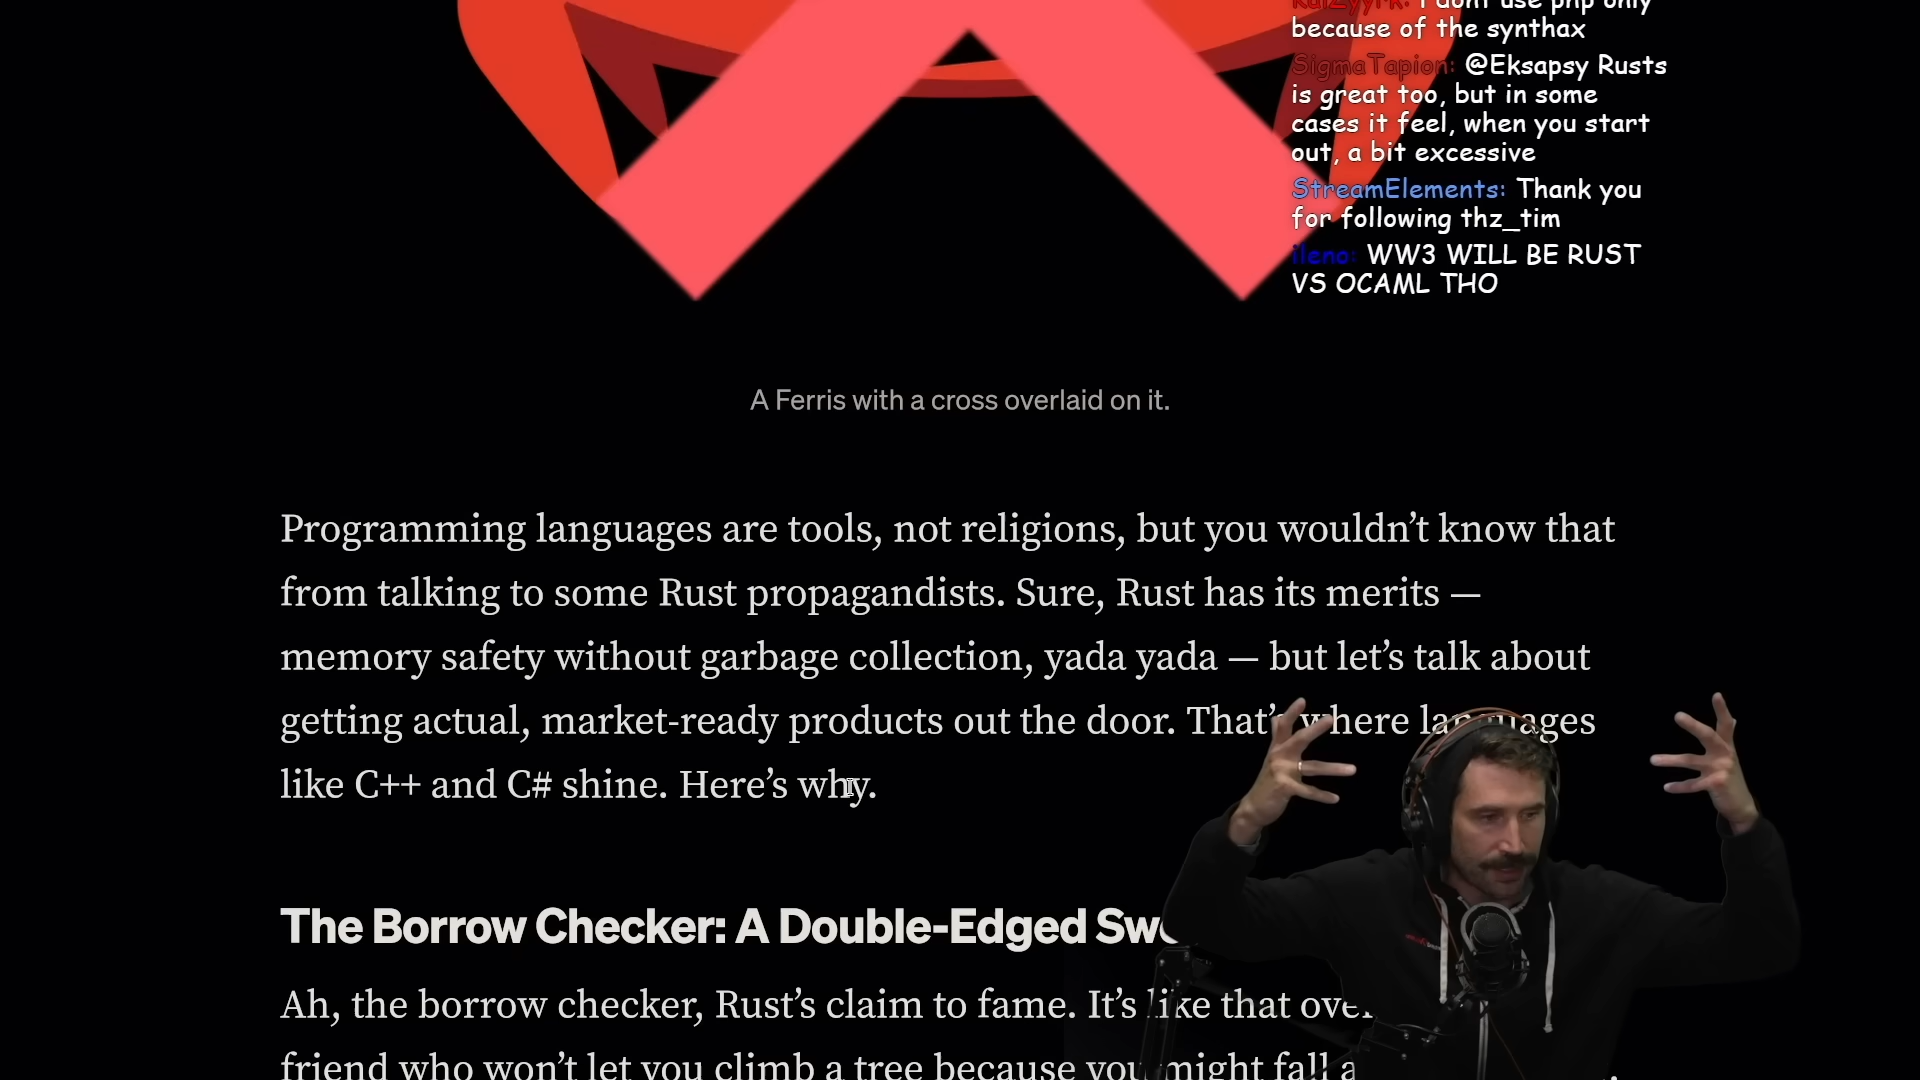 KaiZyyrk: I dont use php only
because of the synthax
SigmaTapion: @Eksapsy Rusts
is great too, but in some
cases it feel, when you start
out, a bit excessive
StreamElements: Thank you
for following thz_tim
ileno: WW3 WILL BE RUST
VS OCAML THO
A Ferris with a cross overlaid on it.
Programming languages are tools, not religions, but you wouldn’t know that
from talking to some Rust propagandists. Sure, Rust has its merits —
memory safety without garbage collection, yada yada — but let’s talk about
getting actual, market-ready products out the door. That’s where languages
like C++ and C# shine. Here’s why.
The Borrow Checker: A Double-Edged
Ah, the borrow checker, Rust’s claim to fame. It’s like that
friend who won’t let you climb a tree because you might fall